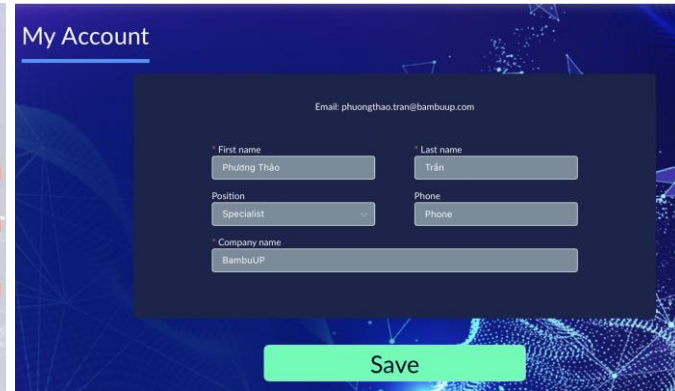 My Account
Email: phuongthao.tran@bambuup.com
* First name
* Last name
Phương Thảo
Trần
Position
Phone
Specialist
Phone
* Company name
BambuUP
Save